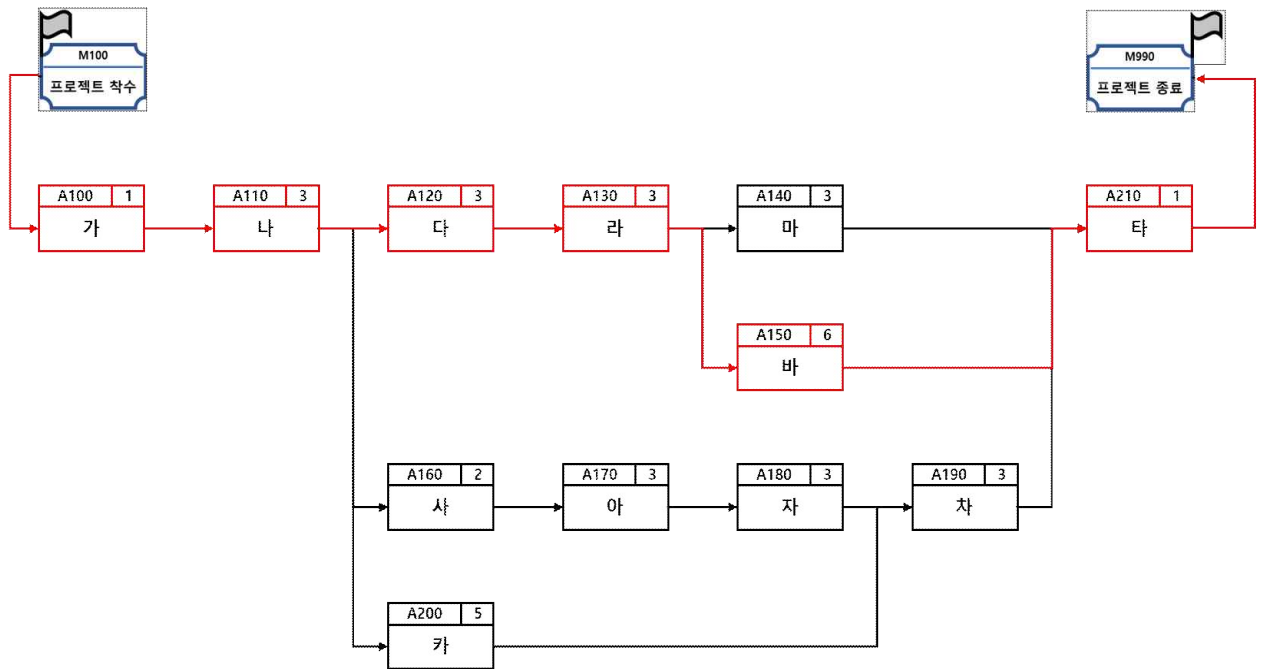 M100
프로젝트 착수
M990
프로젝트 종료
A100 1
가
A110 3
나
A120 3
다
A130 3
라
A140 3
마
A210 1
타
A150 6
바
A160 2
사
A170 3
아
A180 3
자
A190 3
차
A200 5
카